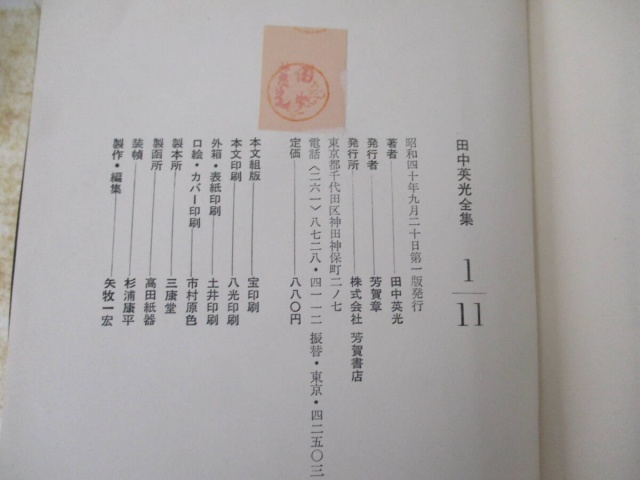 田中英光全集 1/11
昭和四十年九月二十日第一版発行
著者――――田中英光
発行者――――芳賀章
発行所――――株式会社 芳賀書店
東京都千代田区神田神保町二ノ七
電話〈二六一〉八七二八・四一一二 振替・東京・四二五〇三
定価――――八八〇円
本文組版――――宝印刷
本文印刷――――八光印刷
外箱・表紙印刷――――土井印刷
口絵・カバー印刷――――市村原色
製本所――――三康堂
製函所――――高田紙器
装幀――――杉浦康平
製作・編集――――矢牧一宏